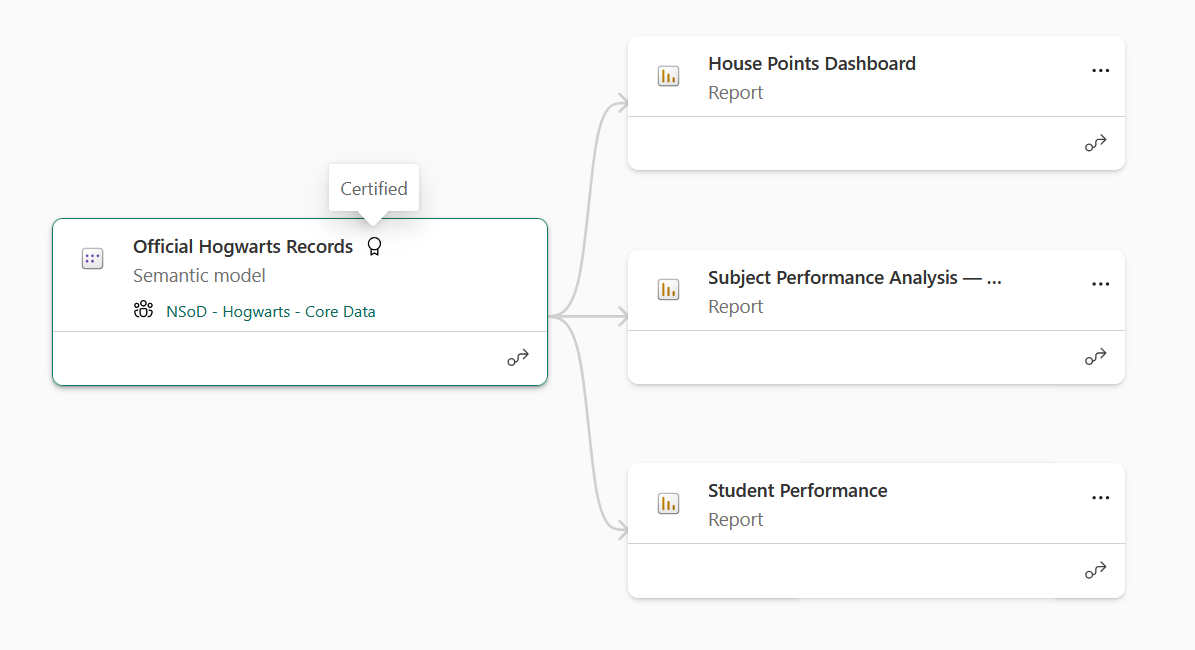 Certified
Official Hogwarts Records
Semantic model
NSoD - Hogwarts - Core Data
House Points Dashboard
Report
Subject Performance Analysis — ...
Report
Student Performance
Report